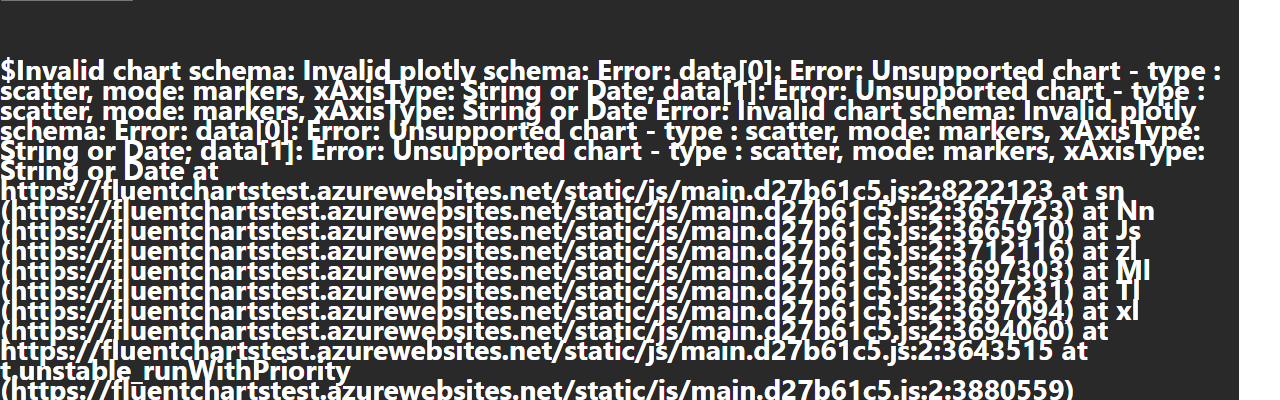 $Invalid chart schema: Invalid plotly schema: Error: data[0]: Error: Unsupported chart - type :
scatter, mode: markers, xAxisType: String or Date; data[1]: Error: Unsupported chart - type :
scatter, mode: markers, xAxisType: String or Date Error: Invalid chart schema: Invalid plotly
schema: Error: data[0]: Error: Unsupported chart - type : scatter, mode: markers, xAxisType:
String or Date; data[1]: Error: Unsupported chart - type : scatter, mode: markers, xAxisType:
String or Date at
https://fluentchartstest.azurewebsites.net/static/js/main.d27b61c5.js:2:8222123 at sn
(https://fluentchartstest.azurewebsites.net/static/js/main.d27b61c5.js:2:3657723) at Nn
(https://fluentchartstest.azurewebsites.net/static/js/main.d27b61c5.js:2:3665910) at Js
(https://fluentchartstest.azurewebsites.net/static/js/main.d27b61c5.js:2:3712116) at zl
(https://fluentchartstest.azurewebsites.net/static/js/main.d27b61c5.js:2:3697303) at Ml
(https://fluentchartstest.azurewebsites.net/static/js/main.d27b61c5.js:2:3697231) at Tl
(https://fluentchartstest.azurewebsites.net/static/js/main.d27b61c5.js:2:3697094) at xl
(https://fluentchartstest.azurewebsites.net/static/js/main.d27b61c5.js:2:3694060) at
https://fluentchartstest.azurewebsites.net/static/js/main.d27b61c5.js:2:3643515 at
t.unstable_runWithPriority
(https://fluentchartstest.azurewebsites.net/static/js/main.d27b61c5.js:2:3880559)